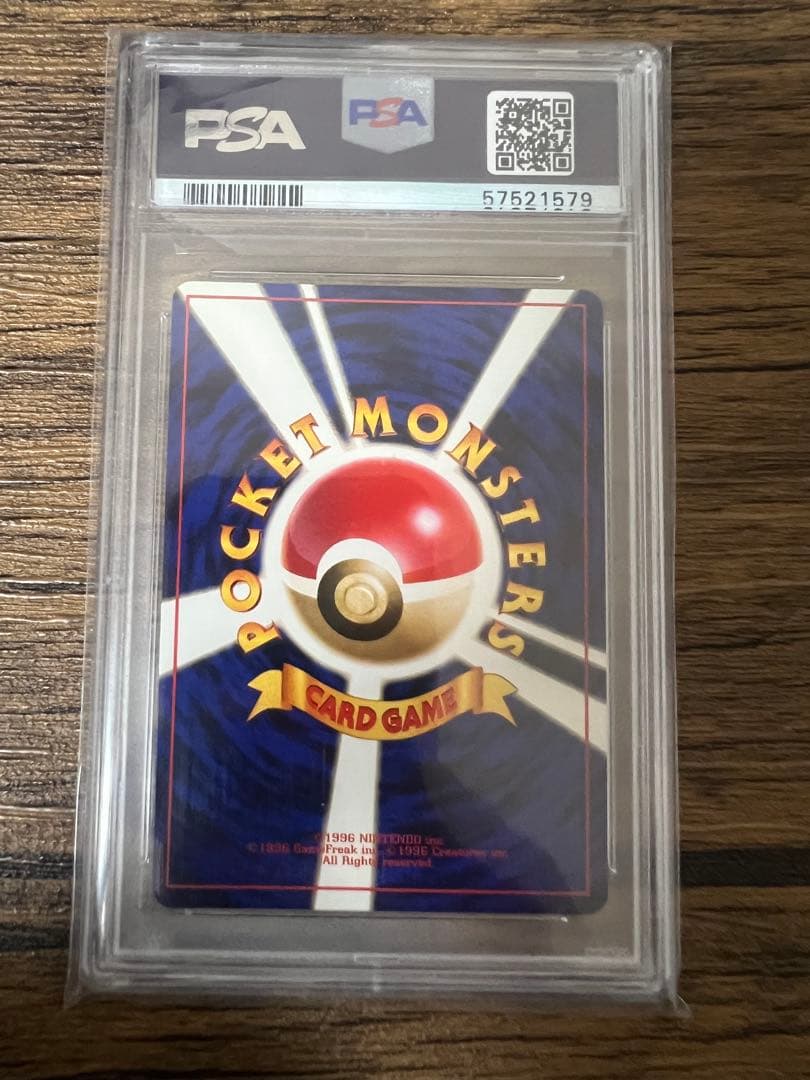 PSA
PSA
57521579
POCKET MONSTERS
CARD GAME
©1996 NINTENDO inc.
©1996 GameFreak inc. ©1996 Creatures inc.
All Rights reserved.